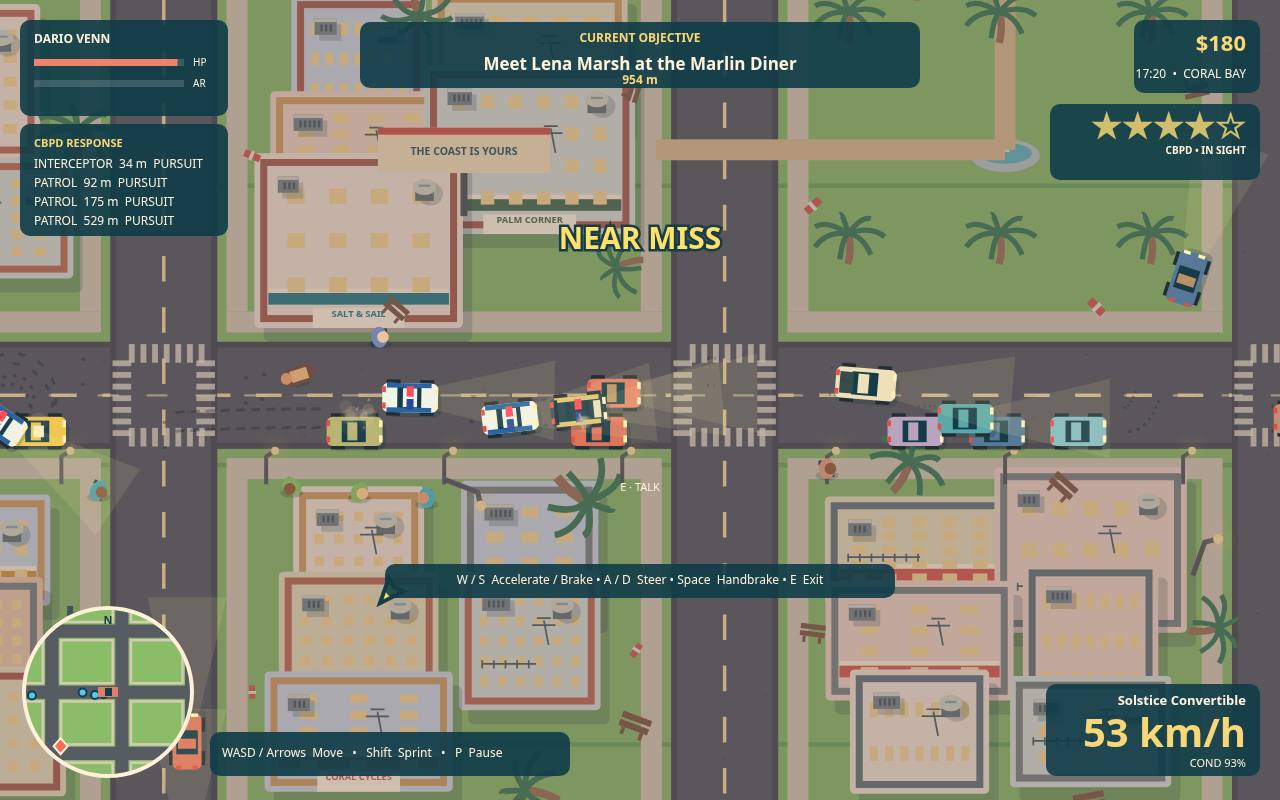 DARIO VENN
HP
AR
CBPD RESPONSE
INTERCEPTOR 34 m PURSUIT
PATROL 92 m PURSUIT
PATROL 175 m PURSUIT
PATROL 529 m PURSUIT
CURRENT OBJECTIVE
Meet Lena Marsh at the Marlin Diner
954 m
$180
17:20 • CORAL BAY
CBPD • IN SIGHT
THE COAST IS YOURS
PALM CORNER
NEAR MISS
SALT & SAIL
E · TALK
W / S Accelerate / Brake • A / D Steer • Space Handbrake • E Exit
N
WASD / Arrows Move • Shift Sprint • P Pause
CORAL CYCLES
Solstice Convertible
53 km/h
COND 93%